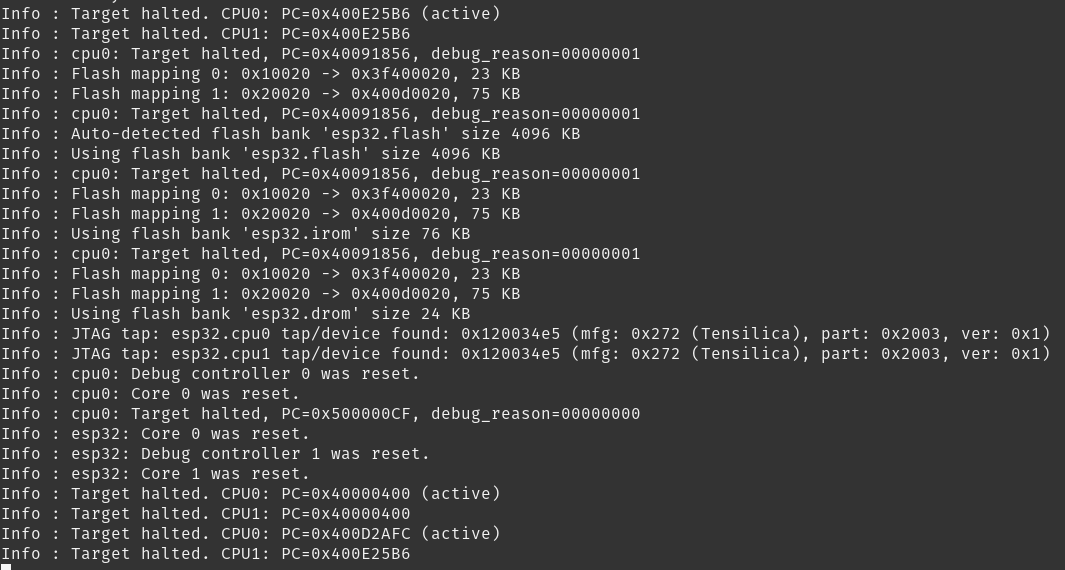 Info : Target halted. CPU0: PC=0x400E25B6 (active)
Info : Target halted. CPU1: PC=0x400E25B6
Info : cpu0: Target halted, PC=0x40091856, debug_reason=00000001
Info : Flash mapping 0: 0x10020 -> 0x3f400020, 23 KB
Info : Flash mapping 1: 0x20020 -> 0x400d0020, 75 KB
Info : cpu0: Target halted, PC=0x40091856, debug_reason=00000001
Info : Auto-detected flash bank 'esp32.flash' size 4096 KB
Info : Using flash bank 'esp32.flash' size 4096 KB
Info : cpu0: Target halted, PC=0x40091856, debug_reason=00000001
Info : Flash mapping 0: 0x10020 -> 0x3f400020, 23 KB
Info : Flash mapping 1: 0x20020 -> 0x400d0020, 75 KB
Info : Using flash bank 'esp32.irom' size 76 KB
Info : cpu0: Target halted, PC=0x40091856, debug_reason=00000001
Info : Flash mapping 0: 0x10020 -> 0x3f400020, 23 KB
Info : Flash mapping 1: 0x20020 -> 0x400d0020, 75 KB
Info : Using flash bank 'esp32.drom' size 24 KB
Info : JTAG tap: esp32.cpu0 tap/device found: 0x120034e5 (mfg: 0x272 (Tensilica), part: 0x2003, ver: 0x1)
Info : JTAG tap: esp32.cpu1 tap/device found: 0x120034e5 (mfg: 0x272 (Tensilica), part: 0x2003, ver: 0x1)
Info : cpu0: Debug controller 0 was reset.
Info : cpu0: Core 0 was reset.
Info : cpu0: Target halted, PC=0x500000CF, debug_reason=00000000
Info : esp32: Core 0 was reset.
Info : esp32: Debug controller 1 was reset.
Info : esp32: Core 1 was reset.
Info : Target halted. CPU0: PC=0x40000400 (active)
Info : Target halted. CPU1: PC=0x40000400
Info : Target halted. CPU0: PC=0x400D2AFC (active)
Info : Target halted. CPU1: PC=0x400E25B6